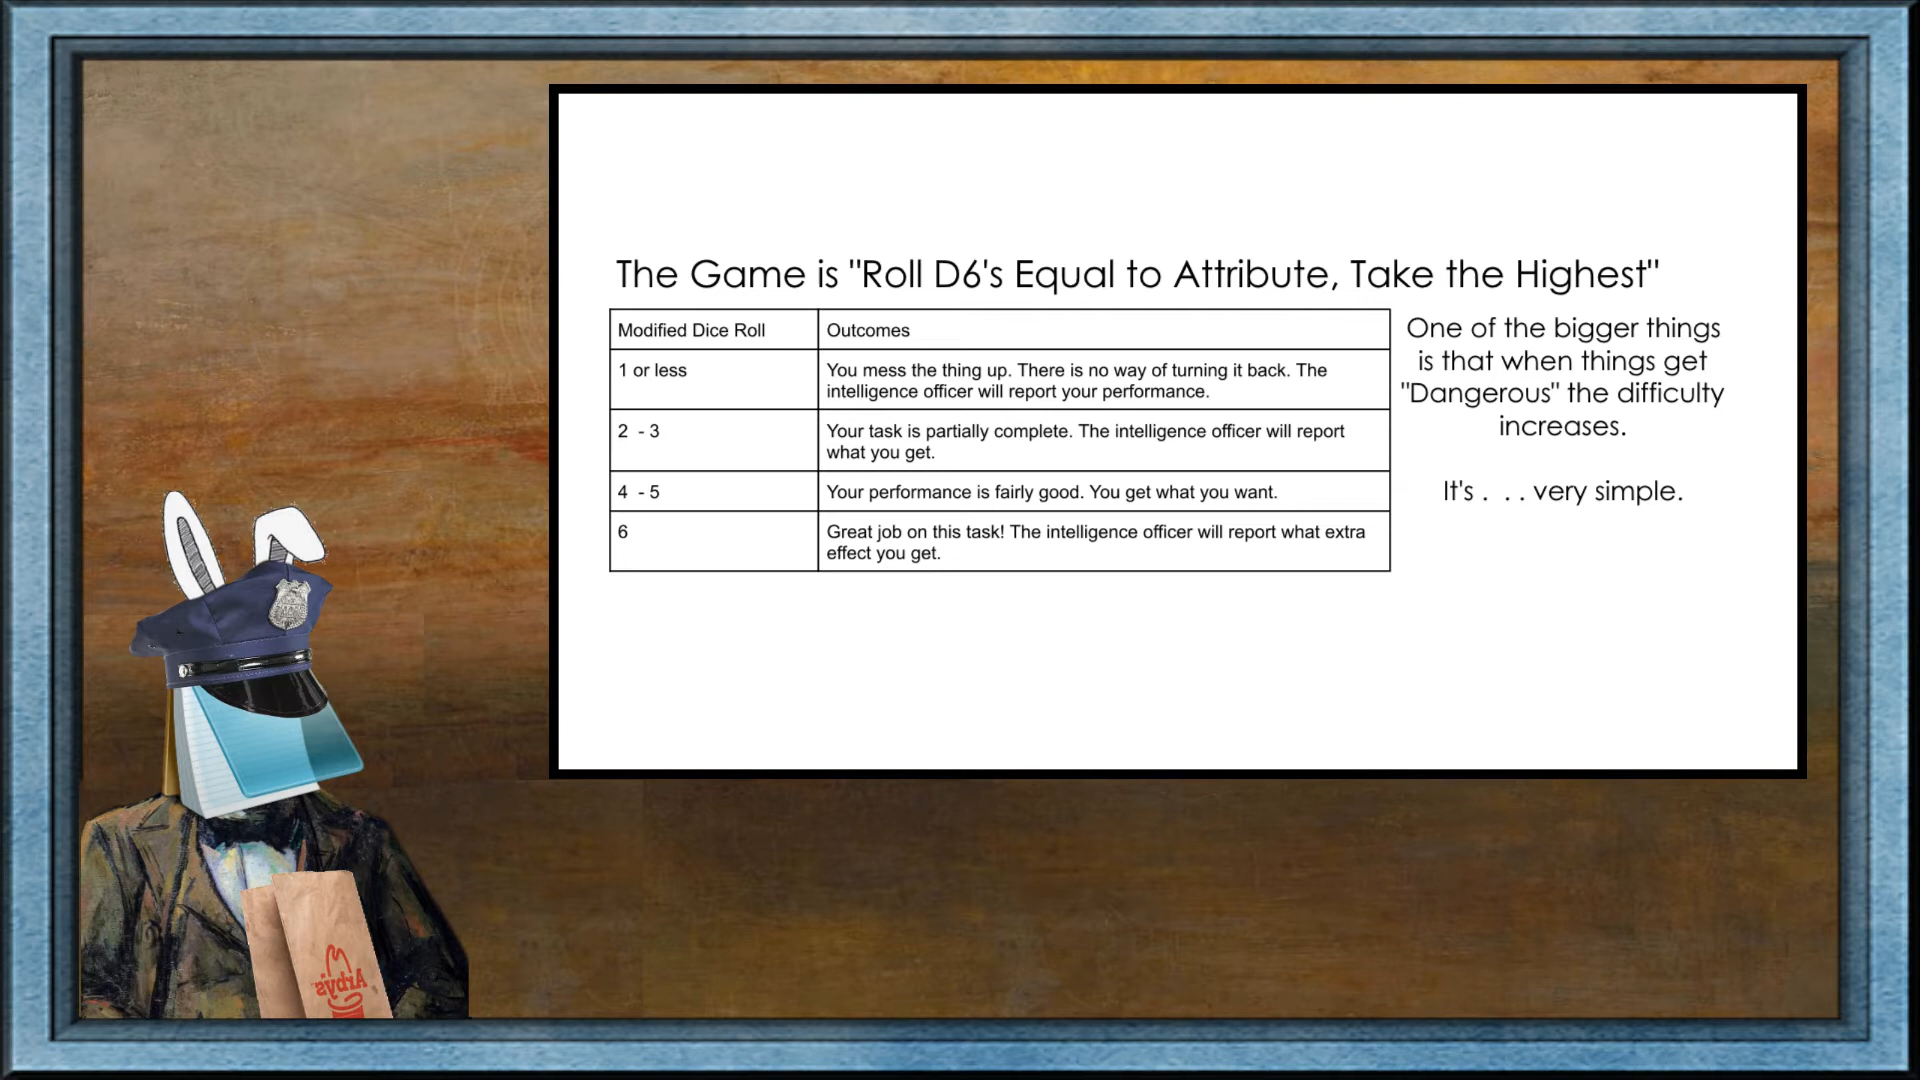 The Game is "Roll D6's Equal to Attribute, Take the Highest"
Modified Dice Roll
Outcomes
1 or less
You mess the thing up. There is no way of turning it back. The
intelligence officer will report your performance.
2  - 3
Your task is partially complete. The intelligence officer will report
what you get.
4  - 5
Your performance is fairly good. You get what you want.
6
Great job on this task! The intelligence officer will report what extra
effect you get.
One of the bigger things
is that when things get
"Dangerous" the difficulty
increases.
It's .  . . very simple.
Arby's